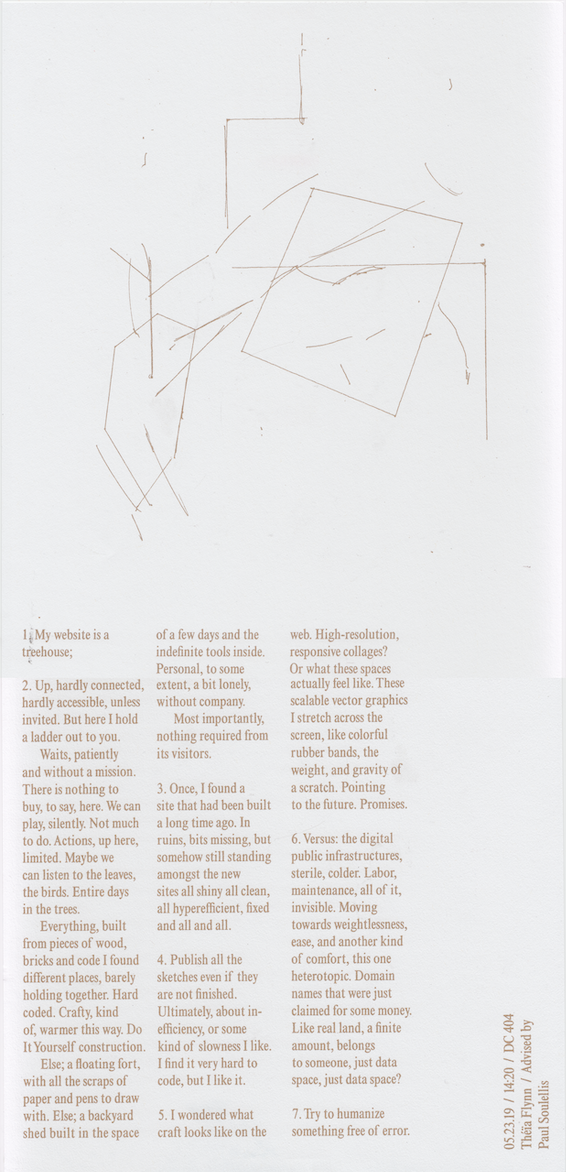 1. My website is a
treehouse;
2. Up, hardly connected,
hardly accessible, unless
invited. But here I hold
a ladder out to you.
Waits, patiently
and without a mission.
There is nothing to
buy, to say, here. We can
play, silently. Not much
to do. Actions, up here,
limited. Maybe we
can listen to the leaves,
the birds. Entire days
in the trees.
Everything, built
from pieces of wood,
bricks and code I found
different places, barely
holding together. Hard
coded. Crafty, kind
of, warmer this way. Do
It Yourself construction.
Else; a floating fort,
with all the scraps of
paper and pens to draw
with. Else; a backyard
shed built in the space
of a few days and the
indefinite tools inside.
Personal, to some
extent, a bit lonely,
without company.
Most importantly,
nothing required from
its visitors.
3. Once, I found a
site that had been built
a long time ago. In
ruins, bits missing, but
somehow still standing
amongst the new
sites all shiny all clean,
all hyperefficient, fixed
and all and all.
4. Publish all the
sketches even if they
are not finished.
Ultimately, about in-
efficiency, or some
kind of slowness I like.
I find it very hard to
code, but I like it.
5. I wondered what
craft looks like on the
web. High-resolution,
responsive collages?
Or what these spaces
actually feel like. These
scalable vector graphics
I stretch across the
screen, like colorful
rubber bands, the
weight, and gravity of
a scratch. Pointing
to the future. Promises.
6. Versus: the digital
public infrastructures,
sterile, colder. Labor,
maintenance, all of it,
invisible. Moving
towards weightlessness,
ease, and another kind
of comfort, this one
heterotopic. Domain
names that were just
claimed for some money.
Like real land, a finite
amount, belongs
to someone, just data
space, just data space?
7. Try to humanize
something free of error.
05.23.19 / 14:20 / DC 404
Théïa Flynn / Advised by
Paul Soulellis